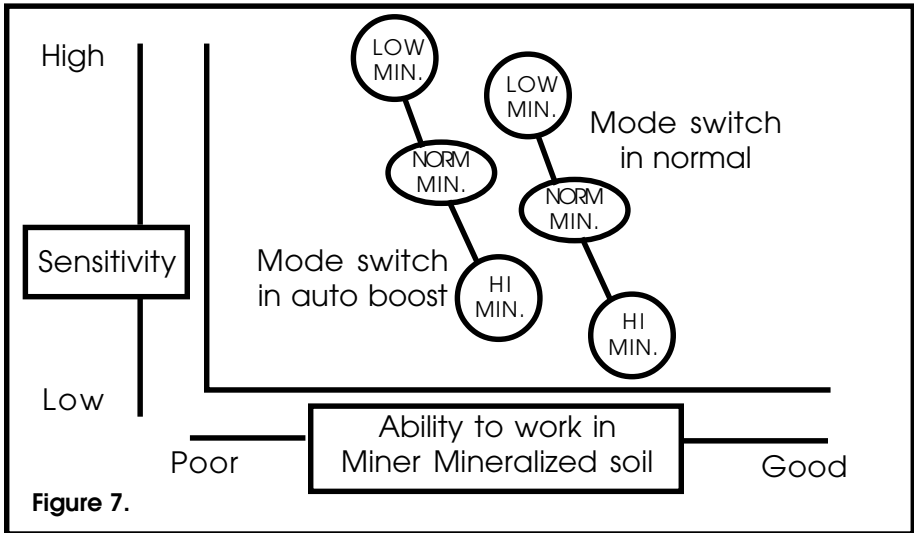 High
LOW
MIN.
LOW
MIN.
Mode switch
in normal
NORM
MIN.
NORM
MIN.
Sensitivity
Mode switch
in auto boost
HI
MIN.
HI
MIN.
Low
Ability to work in
Miner Mineralized soil
Poor
Good
Figure 7.